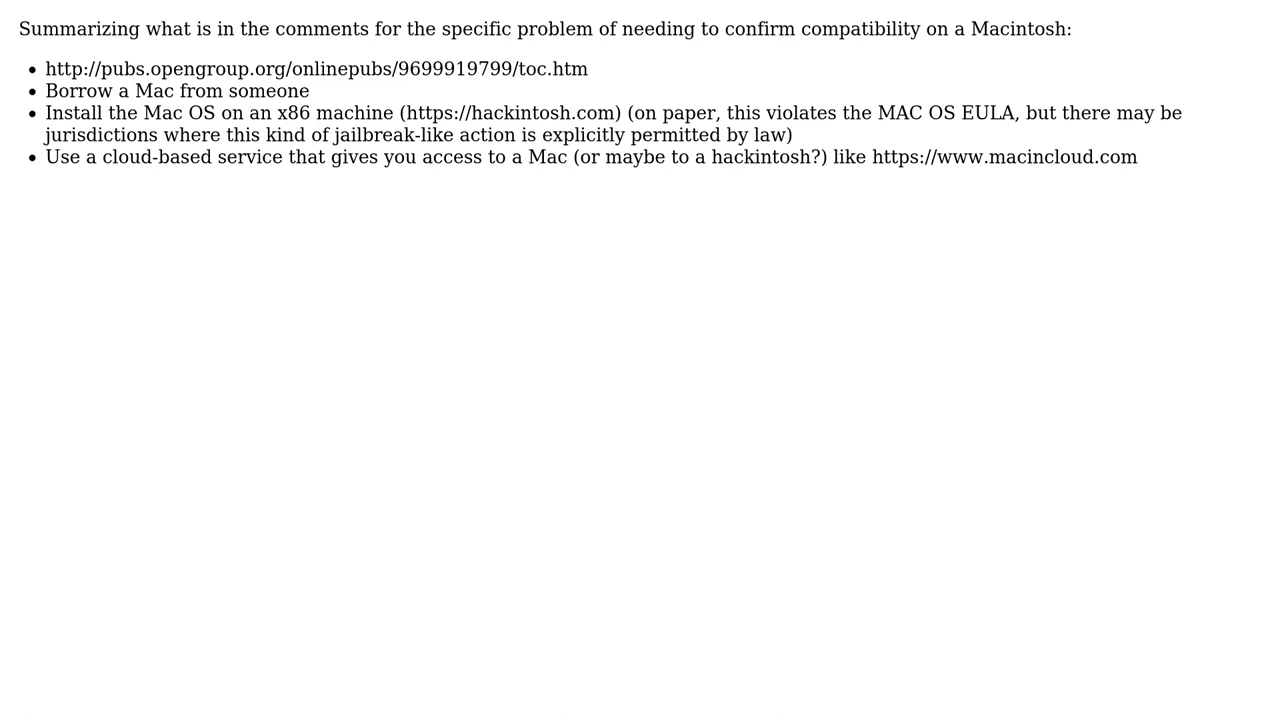 Summarizing what is in the comments for the specific problem of needing to confirm compatibility on a Macintosh:
• http://pubs.opengroup.org/onlinepubs/9699919799/toc.htm
• Borrow a Mac from someone
• Install the Mac OS on an x86 machine (https://hackintosh.com) (on paper, this violates the MAC OS EULA, but there may be
jurisdictions where this kind of jailbreak-like action is explicitly permitted by law)
• Use a cloud-based service that gives you access to a Mac (or maybe to a hackintosh?) like https://www.macincloud.com